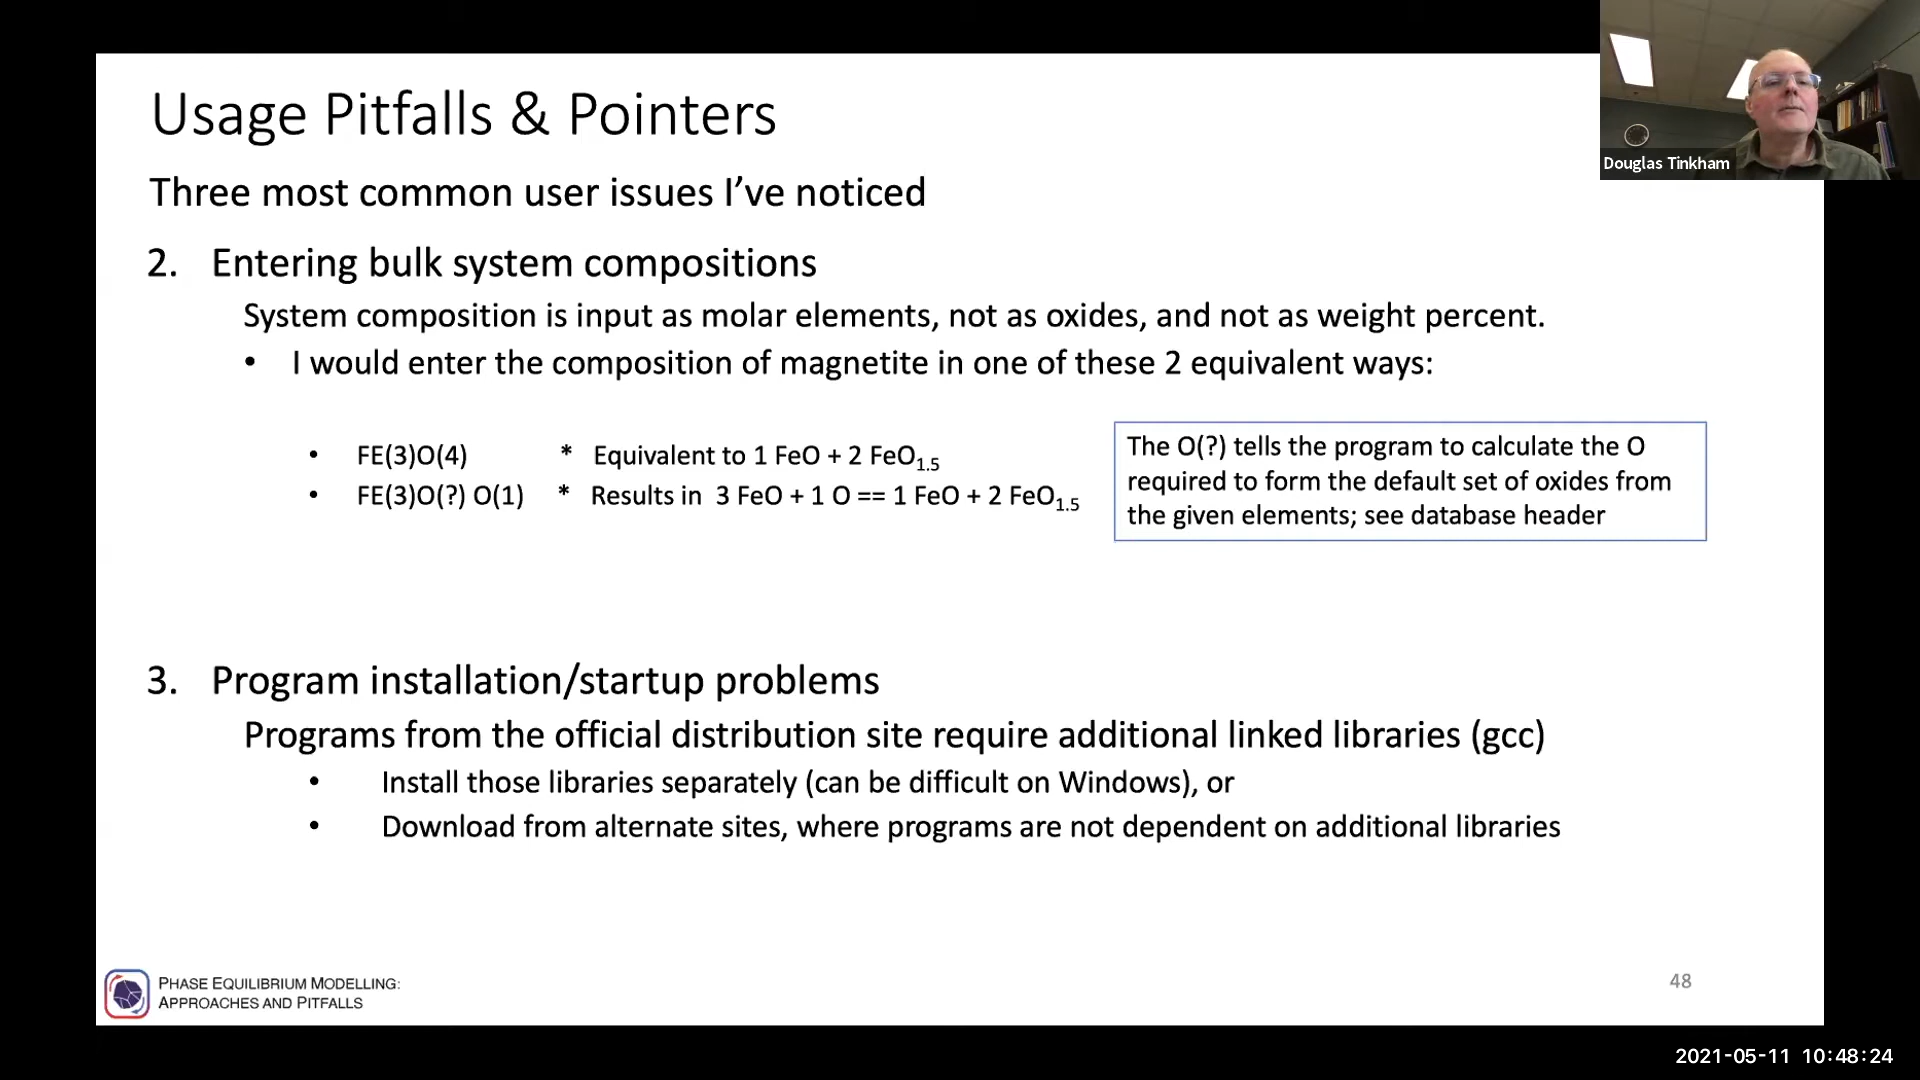 Usage Pitfalls & Pointers
Three most common user issues I've noticed
2. Entering bulk system compositions
System composition is input as molar elements, not as oxides, and not as weight percent.
• I would enter the composition of magnetite in one of these 2 equivalent ways:
• FE(3)O(4) * Equivalent to 1 FeO + 2 FeO1.5
• FE(3)O(?) O(1) * Results in 3 FeO + 1 O == 1 FeO + 2 FeO1.5
The O(?) tells the program to calculate the O
required to form the default set of oxides from
the given elements; see database header
3. Program installation/startup problems
Programs from the official distribution site require additional linked libraries (gcc)
• Install those libraries separately (can be difficult on Windows), or
• Download from alternate sites, where programs are not dependent on additional libraries
PHASE EQUILIBRIUM MODELLING:
APPROACHES AND PITFALLS
48
Douglas Tinkham
2021-05-11 10:48:24